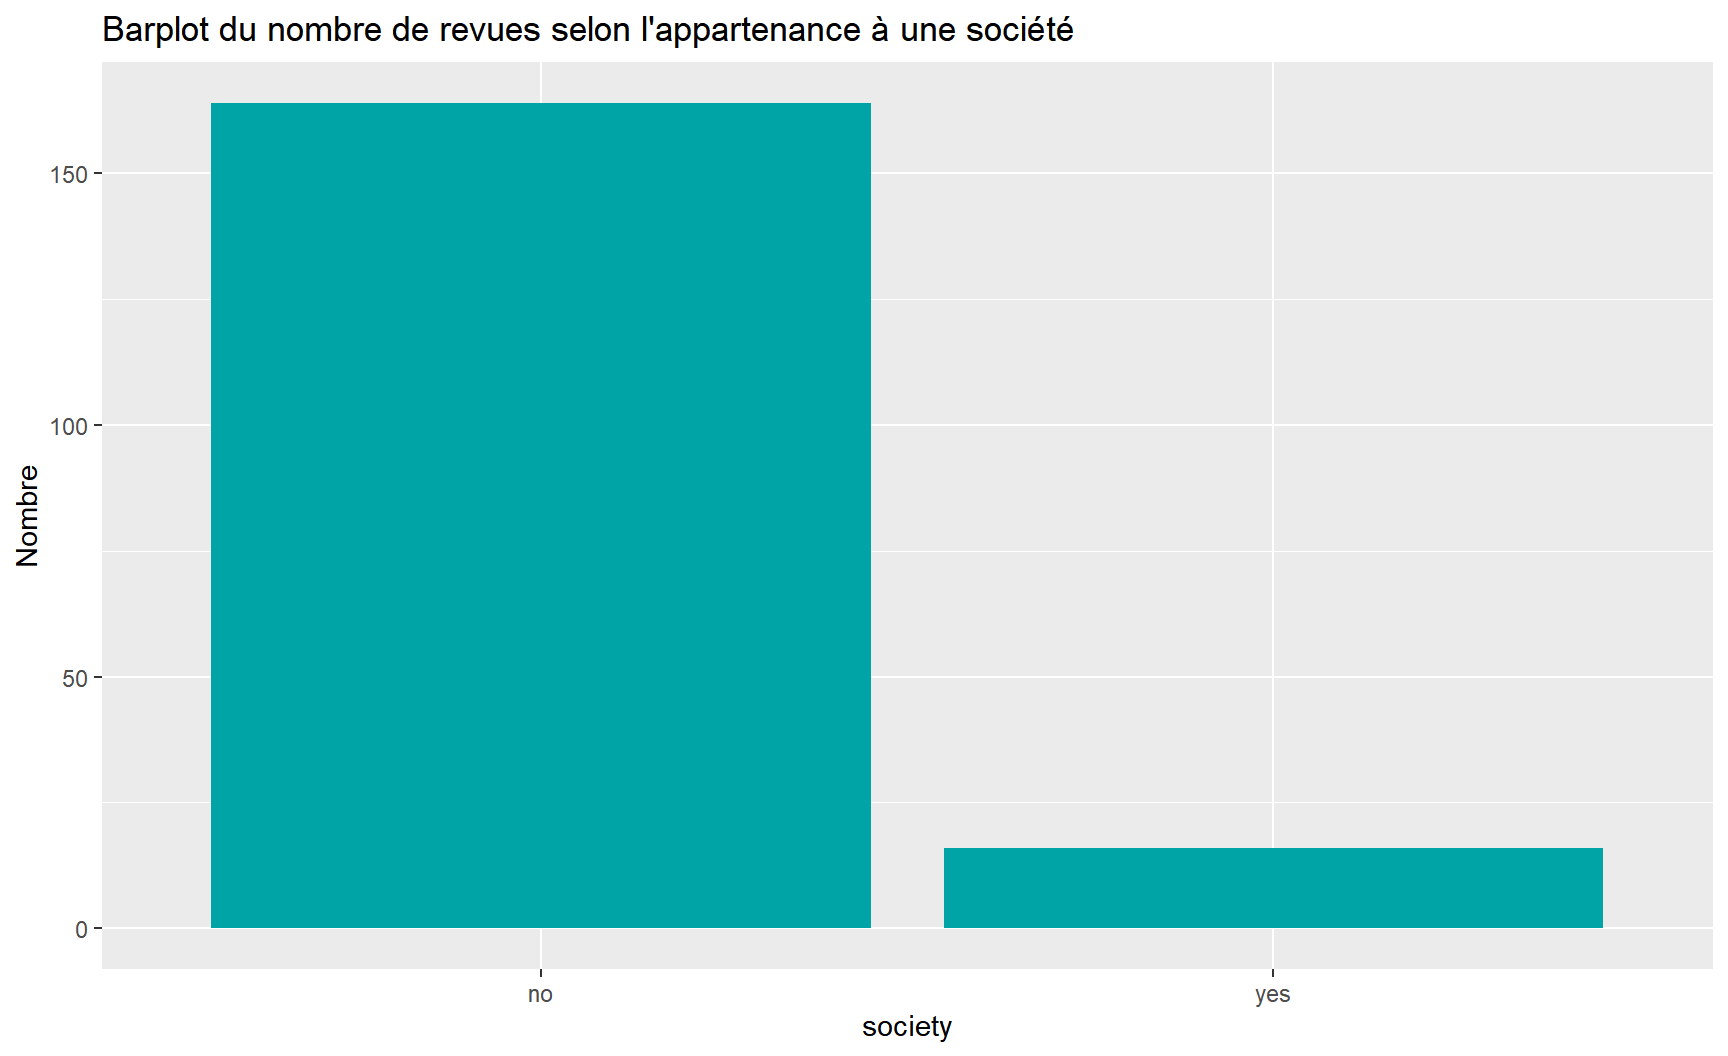 Barplot du nombre de revues selon l'appartenance à une société
Nombre
150
100
50
0
no
yes
society